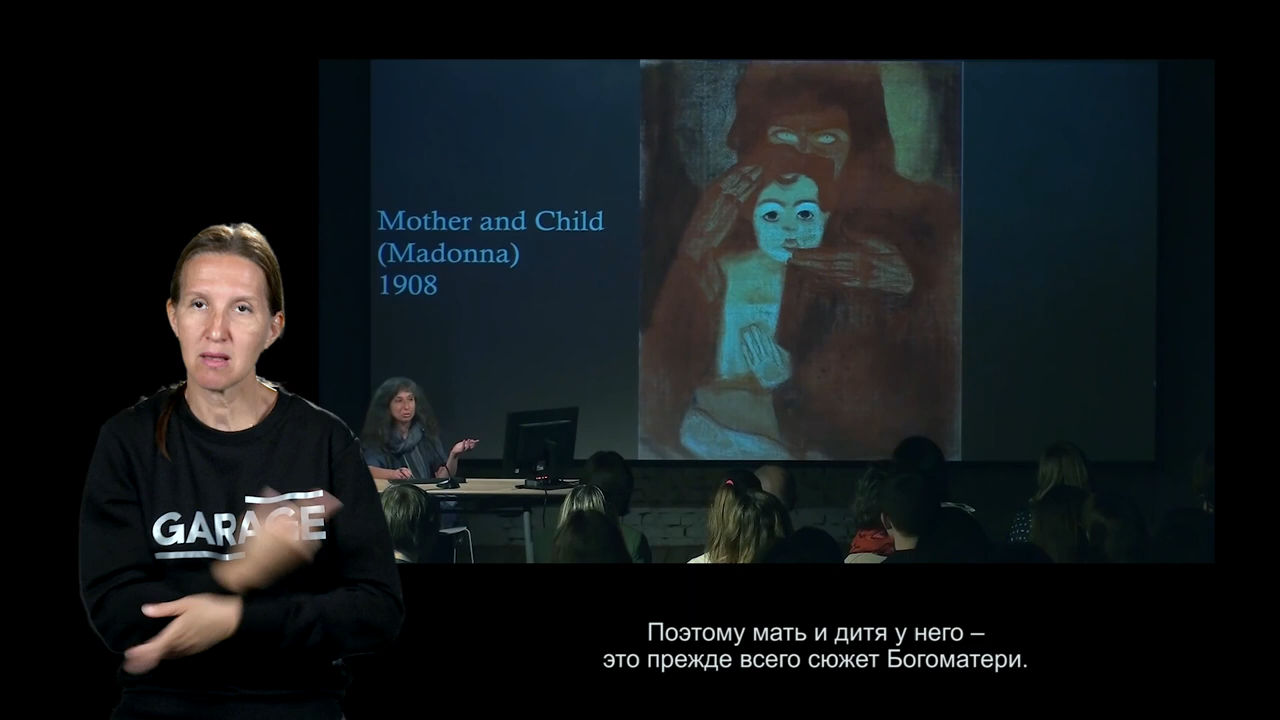 Mother and Child
(Madonna)
1908
GARAGE
Поэтому мать и дитя у него –
это прежде всего сюжет Богоматери.